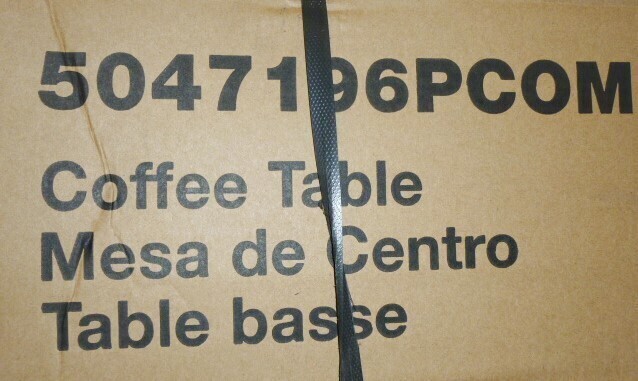 5047196PCOM
Coffee Table
Mesa de Centro
Table basse